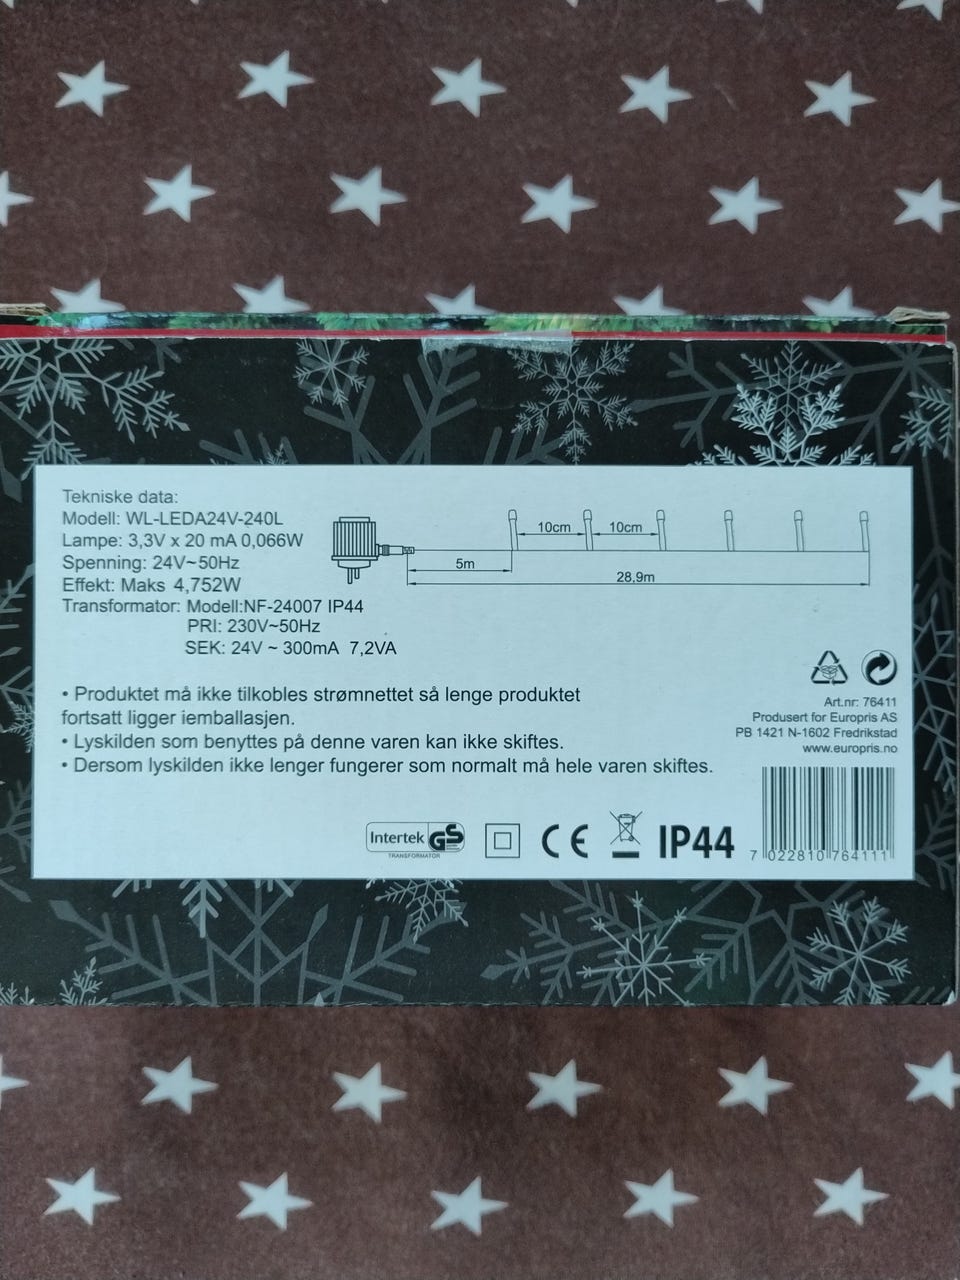 Tekniske data:
Modell: WL-LEDA24V-240L
Lampe: 3,3V x 20 mA 0,066W
Spenning: 24V~50Hz
Effekt: Maks 4,752W
Transformator: Modell:NF-24007 IP44
PRI: 230V~50Hz
SEK: 24V ~ 300mA 7,2VA
10cm
10cm
5m
28,9m
• Produktet må ikke tilkobles strømnettet så lenge produktet
fortsatt ligger iemballasjen.
• Lyskilden som benyttes på denne varen kan ikke skiftes.
• Dersom lyskilden ikke lenger fungerer som normalt må hele varen skiftes.
Art.nr: 76411
Produsert for Europris AS
PB 1421 N-1602 Fredrikstad
www.europris.no
Intertek GS
TRANSFORMATOR
CE
IP44
7 022810 764111